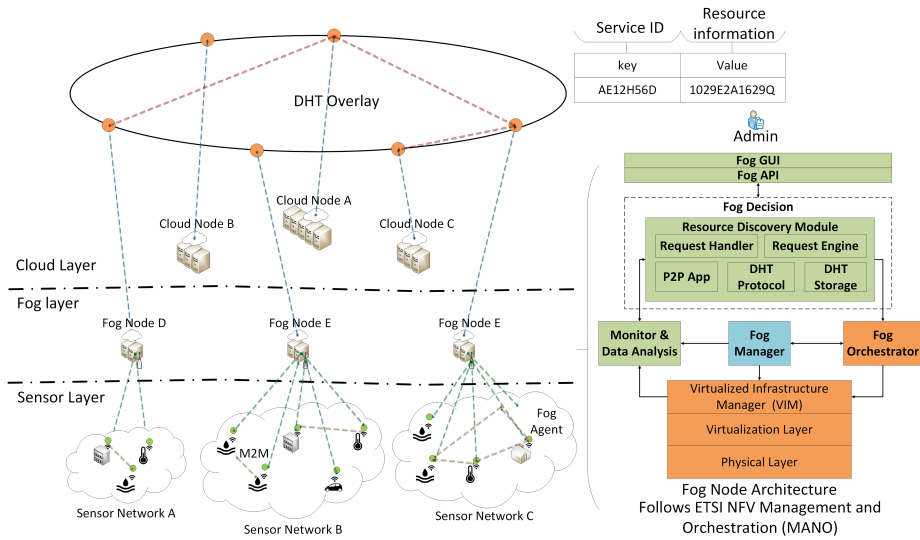 DHT Overlay
Cloud Node A
Cloud Node B
Cloud Node C
Cloud Layer
Fog layer
Fog Node D
Fog Node E
Fog Node E
Sensor Layer
Fog
Agent
M2M
Sensor Network A
Sensor Network B
Sensor Network C
Service ID
Resource
information
key
Value
AE12H56D
1029E2A1629Q
Admin
Fog GUI
Fog API
Fog Decision
Resource Discovery Module
Request Handler
Request Engine
P2P App
DHT
Protocol
DHT
Storage
Monitor &
Data Analysis
Fog
Manager
Fog
Orchestrator
Virtualized Infrastructure
Manager (VIM)
Virtualization Layer
Physical Layer
Fog Node Architecture
Follows ETSI NFV Management and
Orchestration (MANO)